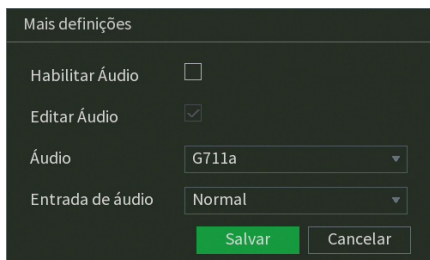 Mais definições
Habilitar Áudio
Editar Áudio
Áudio G711a
Entrada de áudio Normal
Salvar Cancelar